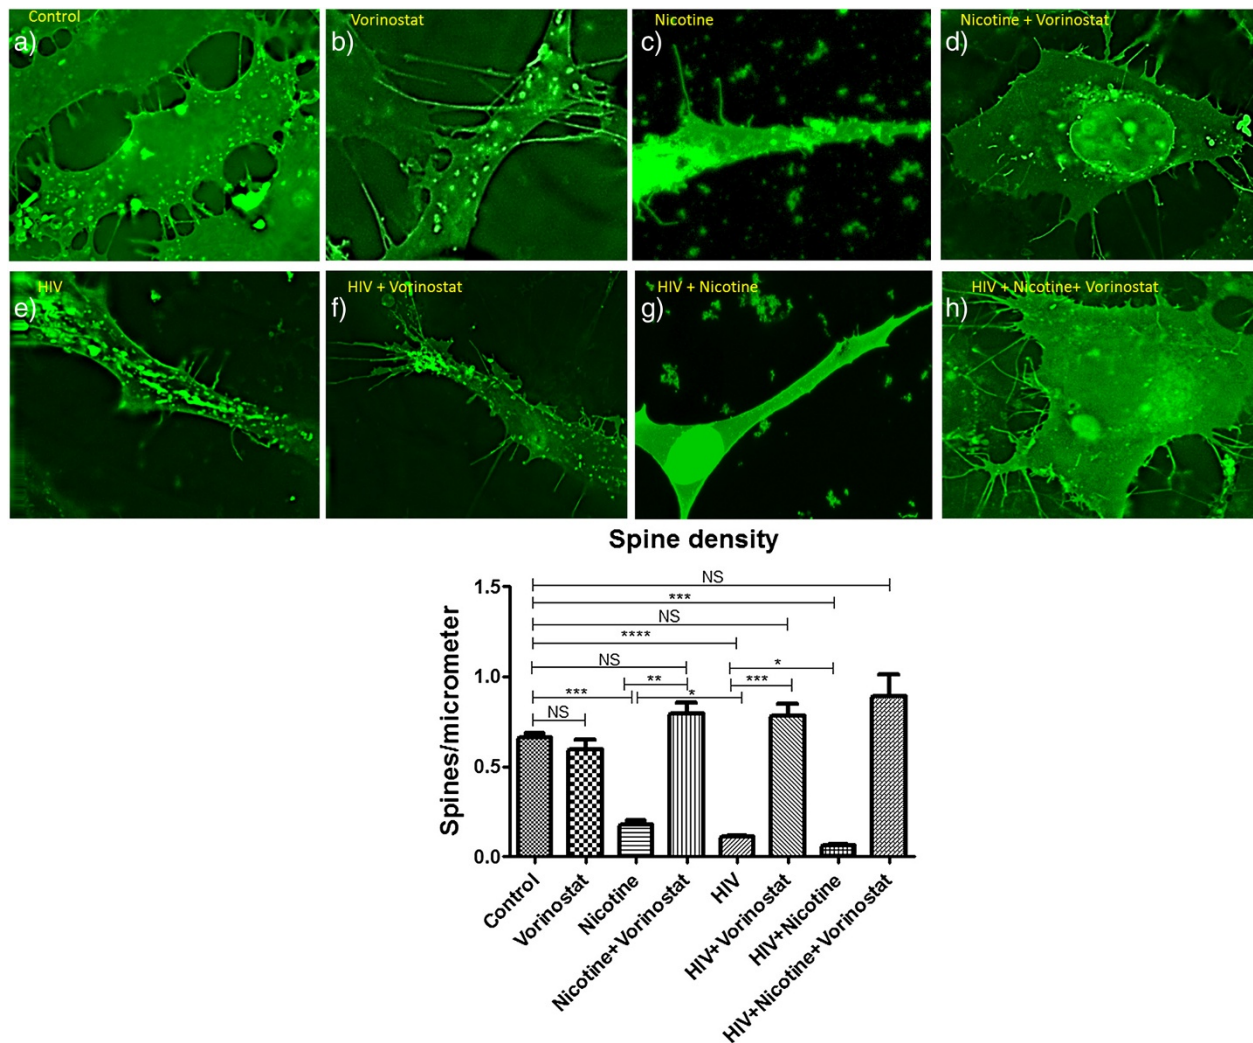 Control
a)
Vorinostat
b)
Nicotine
c)
Nicotine + Vorinostat
d)
HIV
e)
HIV + Vorinostat
f)
HIV + Nicotine
g)
HIV + Nicotine+ Vorinostat
h)
Spine density
NS
***
NS
****
NS
*
**
***
***
*
NS
Spines/micrometer
1.5
1.0
0.5
0.0
Control
Vorinostat
Nicotine
Nicotine+Vorinostat
HIV
HIV+Vorinostat
HIV+Nicotine
HIV+Nicotine+Vorinostat